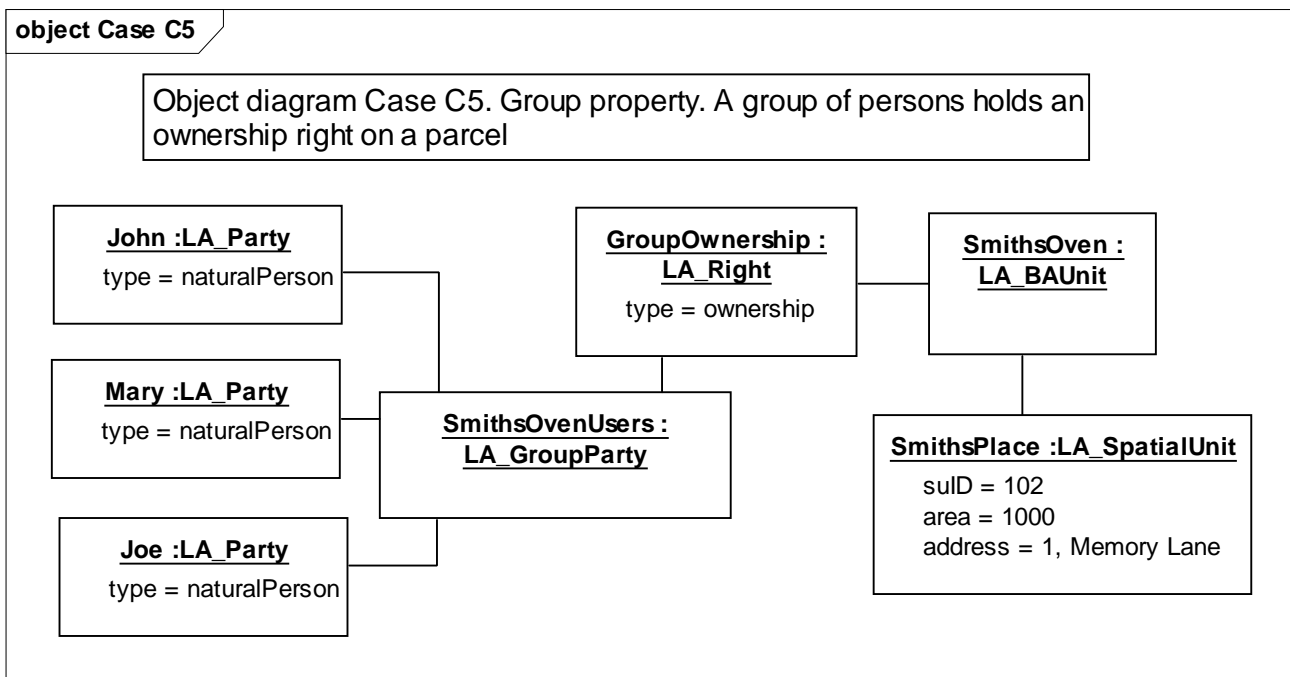 object Case C5
Object diagram Case C5. Group property. A group of persons holds an
ownership right on a parcel
John :LA_Party
type = naturalPerson
GroupOwnership :
LA_Right
type = ownership
SmithsOven :
LA_BAUnit
Mary :LA_Party
type = naturalPerson
SmithsOvenUsers :
LA_GroupParty
SmithsPlace :LA_SpatialUnit
suID = 102
area = 1000
address = 1, Memory Lane
Joe :LA_Party
type = naturalPerson